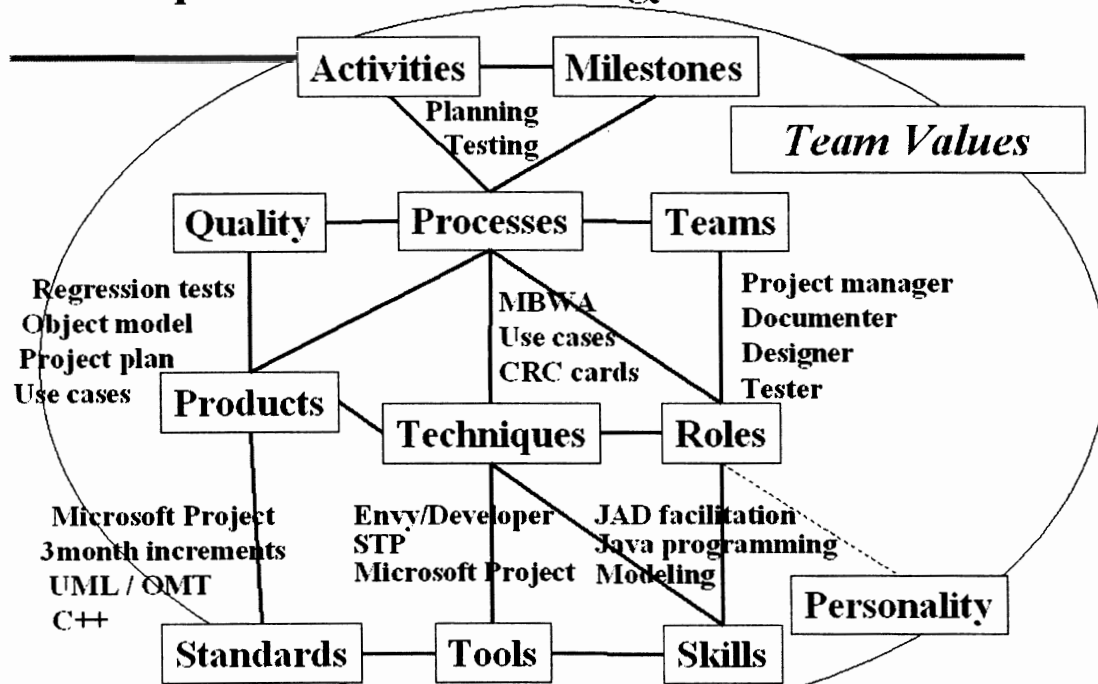 Activities
Milestones
Planning
Testing
Team Values
Quality
Processes
Teams
Regression tests
Object model
Project plan
Use cases
MBWA
Use cases
CRC cards
Project manager
Documenter
Designer
Tester
Products
Techniques
Roles
Microsoft Project
3month increments
UML / OMT
C++
Envy/Developer
STP
Microsoft Project
JAD facilitation
Java programming
Modeling
Personality
Standards
Tools
Skills